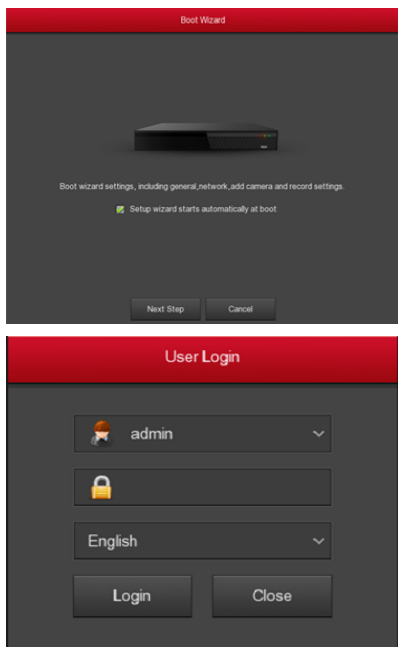 Boot Wizard
Boot wizard settings, including general,network,add camera and record settings.
Setup wizard starts automatically at boot
Next Step
Cancel
User Login
admin
English
Login
Close